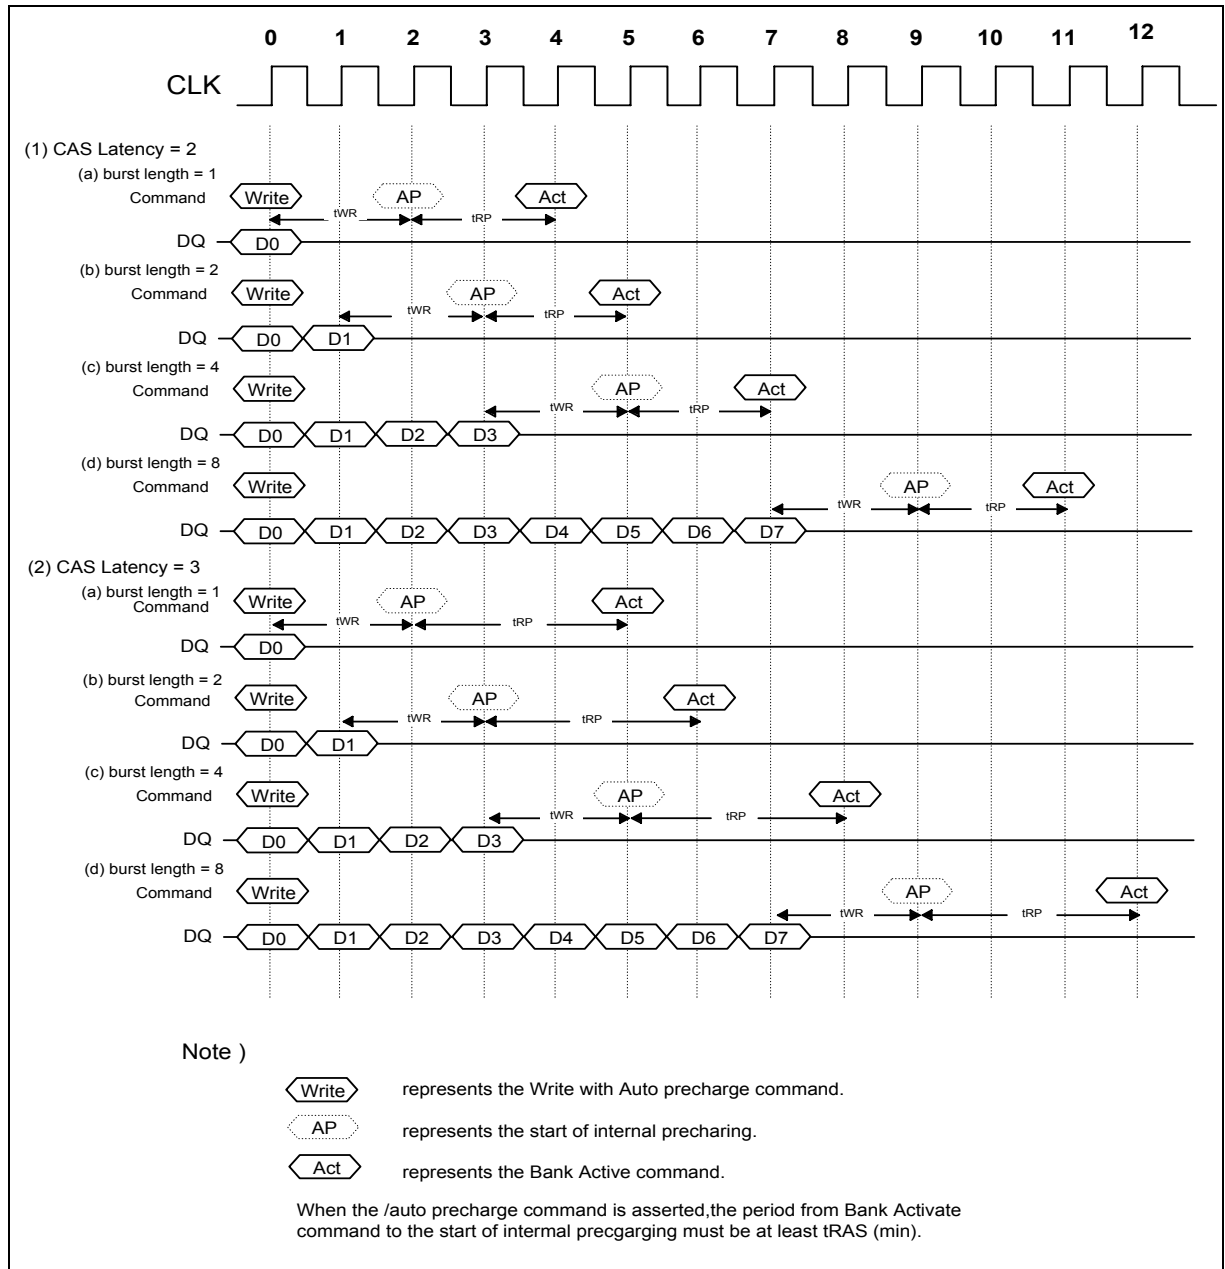 0 1 2 3 4 5 6 7 8 9 10 11 12
CLK
(1) CAS Latency = 2
(a) burst length = 1
Command Write AP Act
tWR tRP
DQ D0
(b) burst length = 2
Command Write AP Act
tWR tRP
DQ D0 D1
(c) burst length = 4
Command Write AP Act
tWR tRP
DQ D0 D1 D2 D3
(d) burst length = 8
Command Write AP Act
tWR tRP
DQ D0 D1 D2 D3 D4 D5 D6 D7
(2) CAS Latency = 3
(a) burst length = 1
Command Write AP Act
tWR tRP
DQ D0
(b) burst length = 2
Command Write AP Act
tWR tRP
DQ D0 D1
(c) burst length = 4
Command Write AP Act
tWR tRP
DQ D0 D1 D2 D3
(d) burst length = 8
Command Write AP Act
tWR tRP
DQ D0 D1 D2 D3 D4 D5 D6 D7
Note )
Write represents the Write with Auto precharge command.
AP represents the start of internal precharing.
Act represents the Bank Active command.
When the /auto precharge command is asserted,the period from Bank Activate
command to the start of intermal precgarging must be at least tRAS (min).